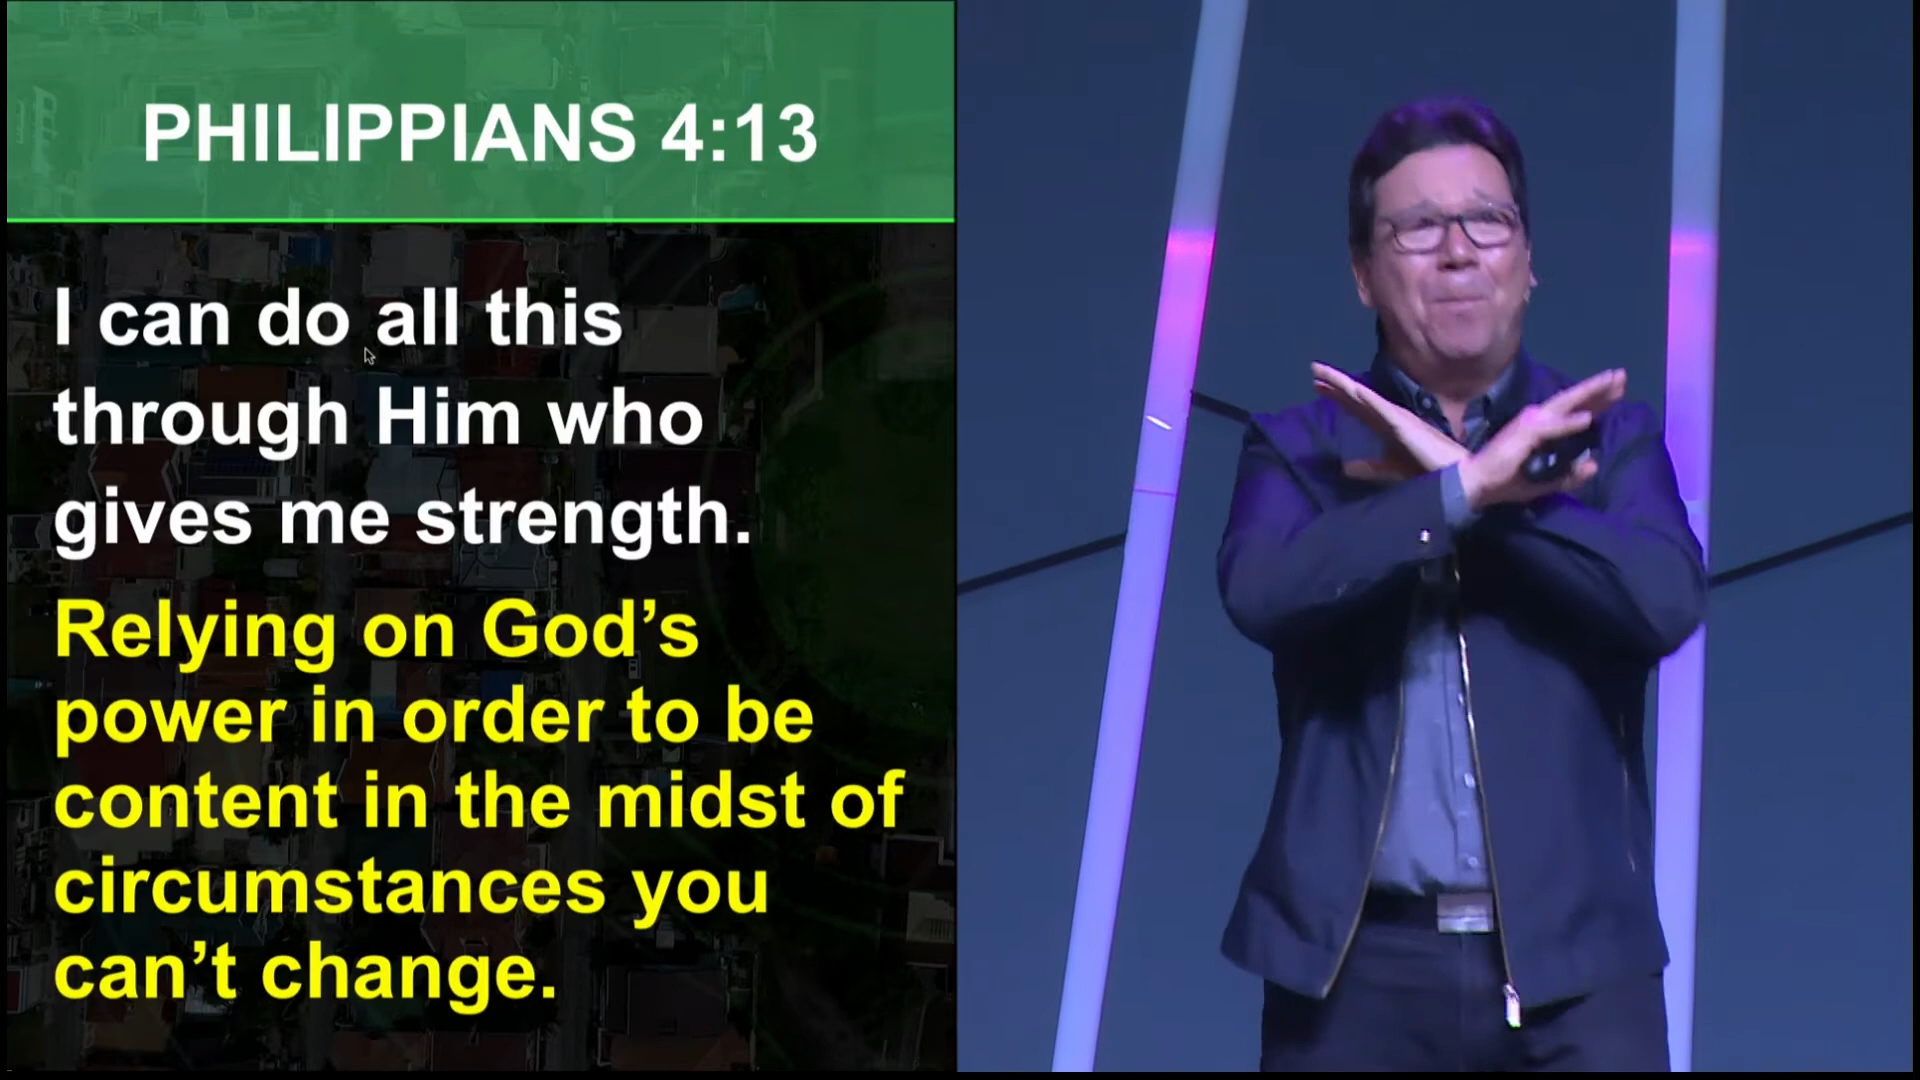 PHILIPPIANS 4:13
I can do all this
through Him who
gives me strength.
Relying on God’s
power in order to be
content in the midst of
circumstances you
can’t change.